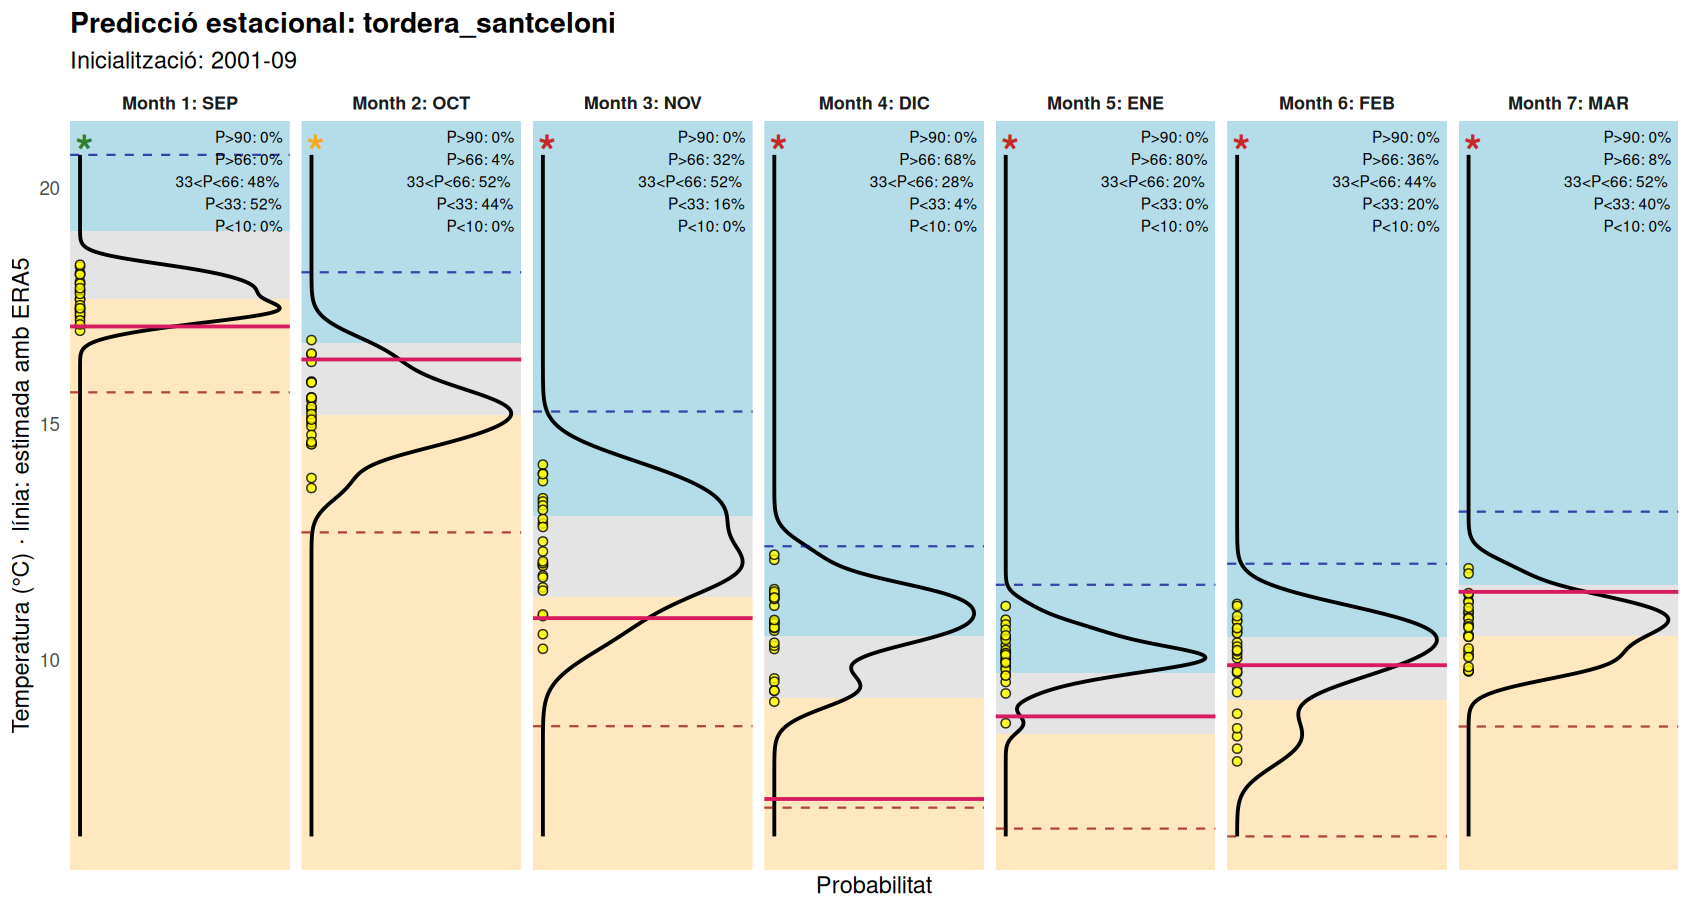 Predicció estacional: tordera_santceloni
Inicialització: 2001-09
Month 1: SEP
Month 2: OCT
Month 3: NOV
Month 4: DIC
Month 5: ENE
Month 6: FEB
Month 7: MAR
*
P>90: 0%
P>66: 0%
33<P<66: 48%
P<33: 52%
P<10: 0%
*
P>90: 0%
P>66: 4%
33<P<66: 52%
P<33: 44%
P<10: 0%
*
P>90: 0%
P>66: 32%
33<P<66: 52%
P<33: 16%
P<10: 0%
*
P>90: 0%
P>66: 68%
33<P<66: 28%
P<33: 4%
P<10: 0%
*
P>90: 0%
P>66: 80%
33<P<66: 20%
P<33: 0%
P<10: 0%
*
P>90: 0%
P>66: 36%
33<P<66: 44%
P<33: 20%
P<10: 0%
*
P>90: 0%
P>66: 8%
33<P<66: 52%
P<33: 40%
P<10: 0%
20
15
10
Temperatura (°C) · línia: estimada amb ERA5
Probabilitat